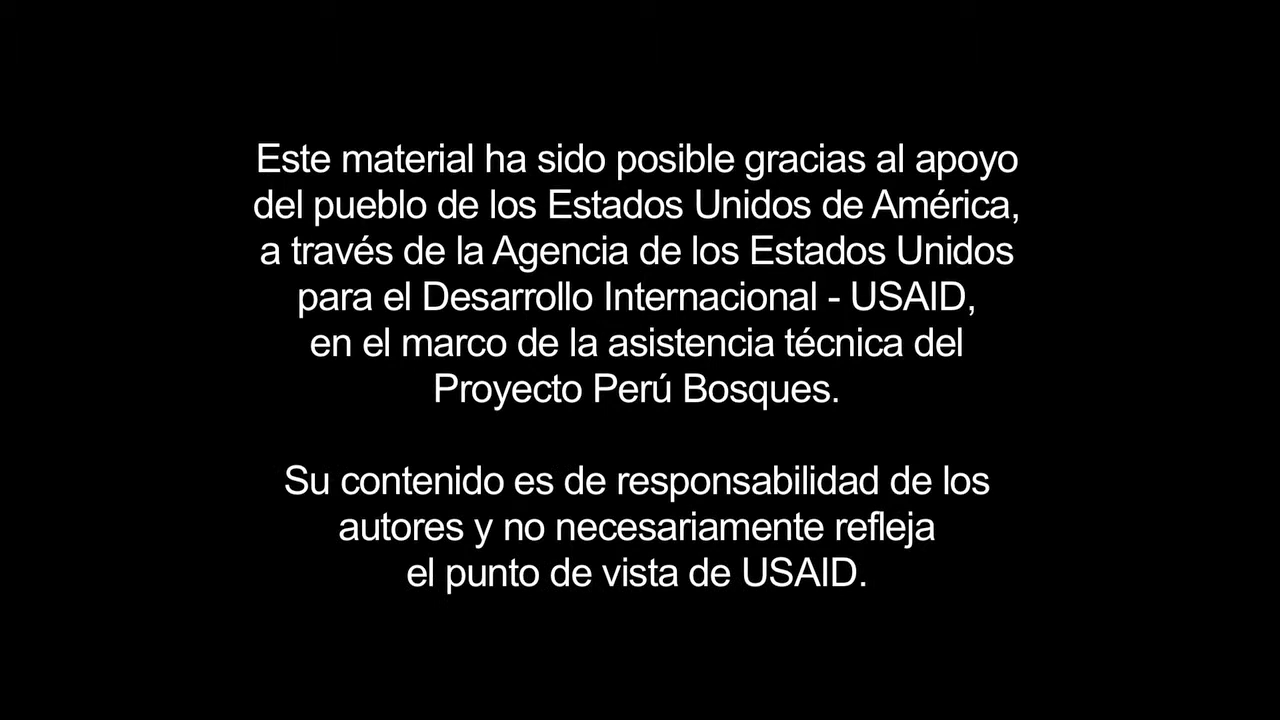 Este material ha sido posible gracias al apoyo
del pueblo de los Estados Unidos de América,
a través de la Agencia de los Estados Unidos
para el Desarrollo Internacional - USAID,
en el marco de la asistencia técnica del
Proyecto Perú Bosques.
Su contenido es de responsabilidad de los
autores y no necesariamente refleja
el punto de vista de USAID.